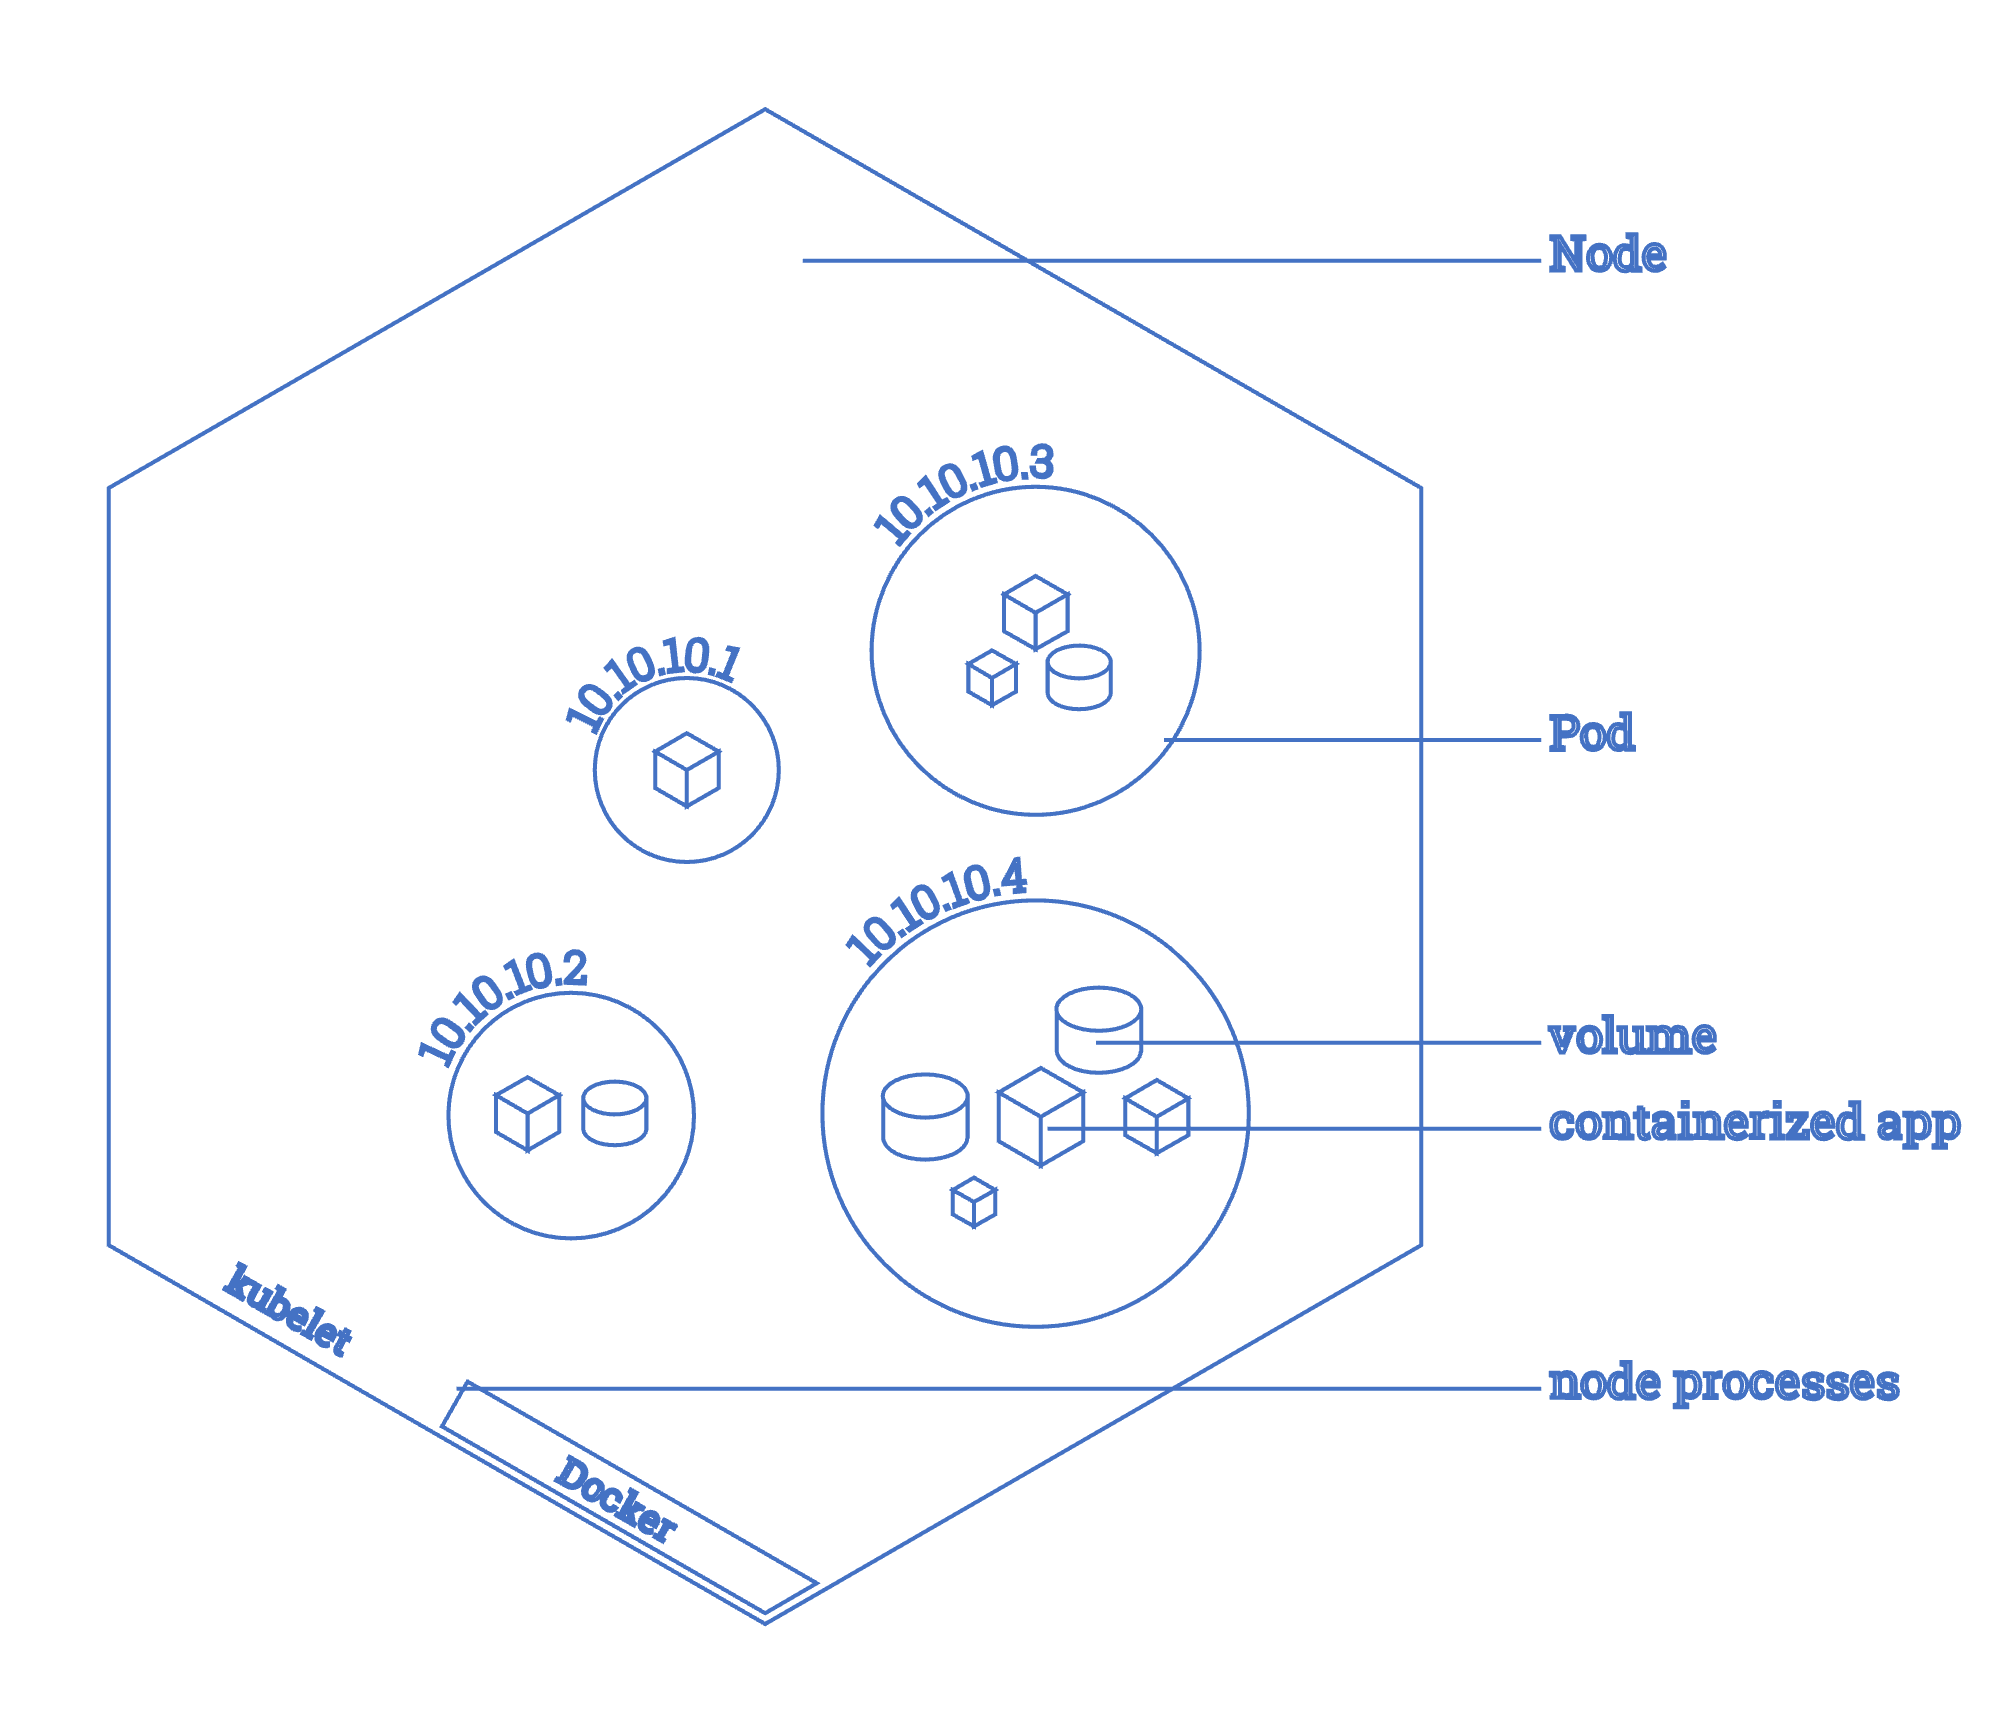 Node
10.10.10.3
10.10.10.1
Pod
10.10.10.4
10.10.10.2
volume
containerized app
kubelet
node processes
Docker